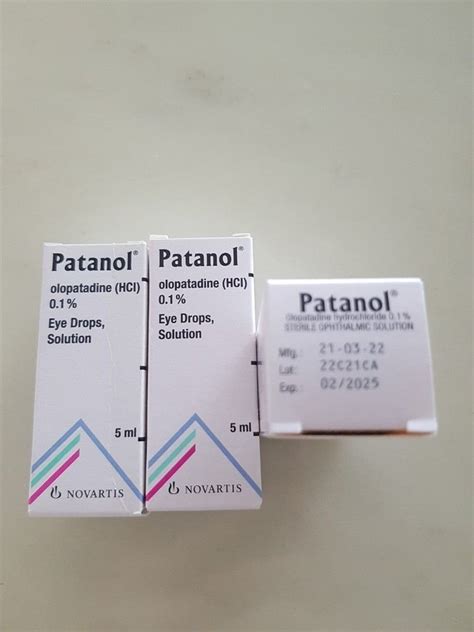 Patanol®
olopatadine (HCl)
0.1%
Eye Drops,
Solution
5 ml
NOVARTIS
Patanol®
olopatadine (HCl)
0.1%
Eye Drops,
Solution
5 ml
NOVARTIS
Patanol®
Olopatadine hydrochloride 0.1%
STERILE OPHTHALMIC SOLUTION
Mfg.: 21-03-22
Lot: 22C21CA
Exp.: 02/2025